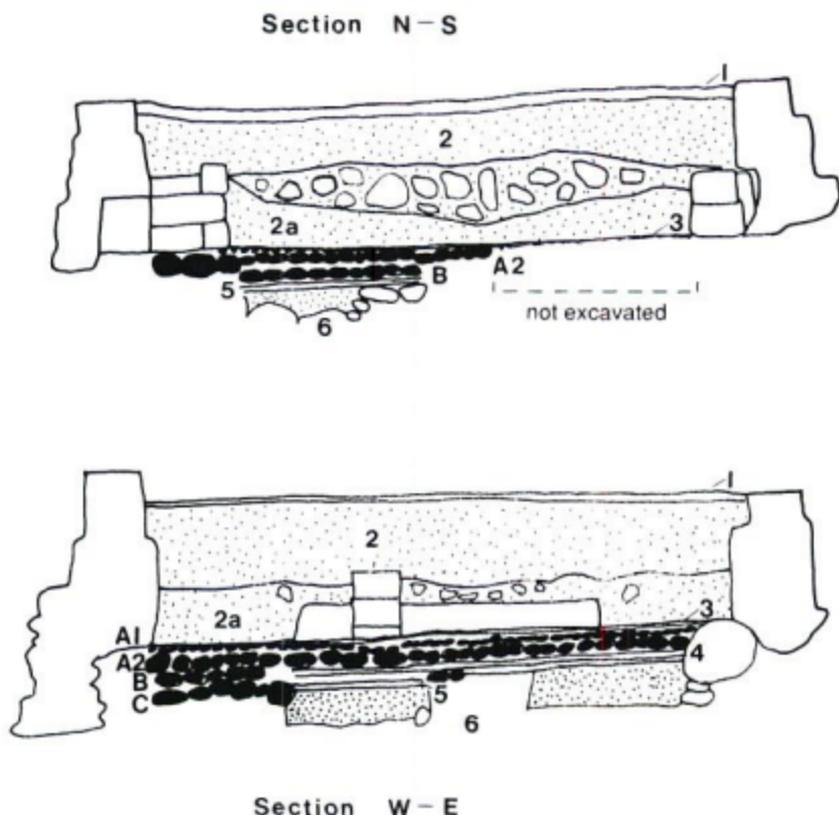 Section N - S
1
2
2a
3
A2
5
B
6
not excavated
1
2
2a
3
A1
A2
4
B
5
C
6
Section W - E